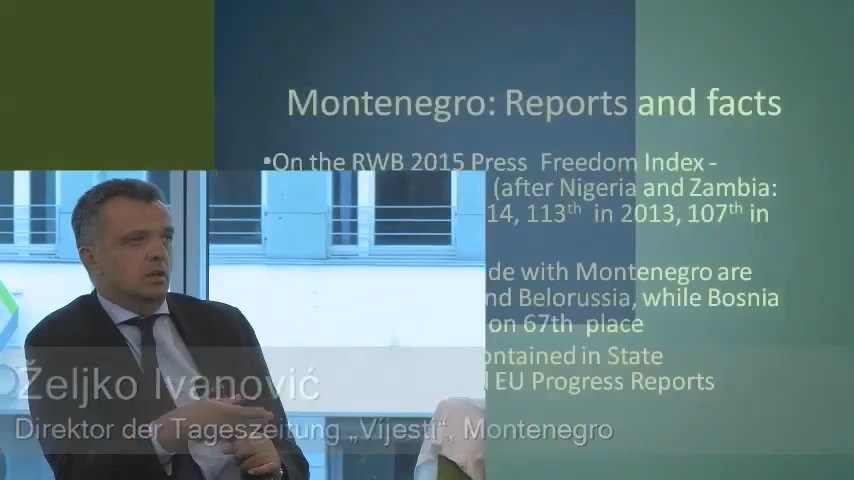 Montenegro: Reports and facts
•On the RWB 2015 Press Freedom Index -
(after Nigeria and Zambia:
14, 113th in 2013, 107th in
de with Montenegro are
nd Belorussia, while Bosnia
on 67th place
ontained in State
EU Progress Reports
Željko Ivanović
Direktor der Tageszeitung „Vijesti“, Montenegro